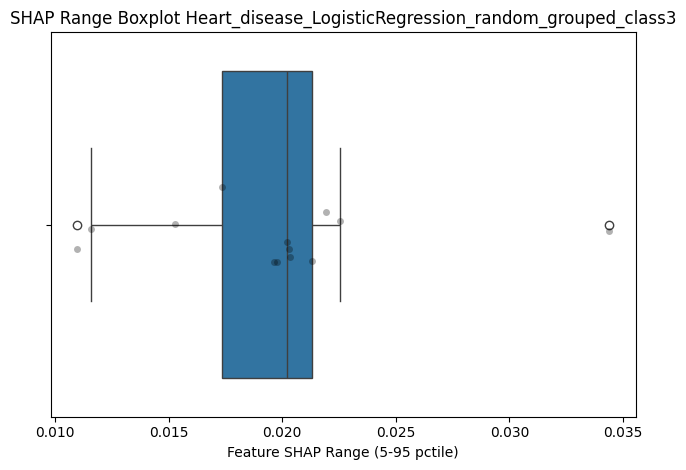 SHAP Range Boxplot Heart_disease_LogisticRegression_random_grouped_class3
0.010 0.015 0.020 0.025 0.030 0.035
Feature SHAP Range (5-95 pctile)